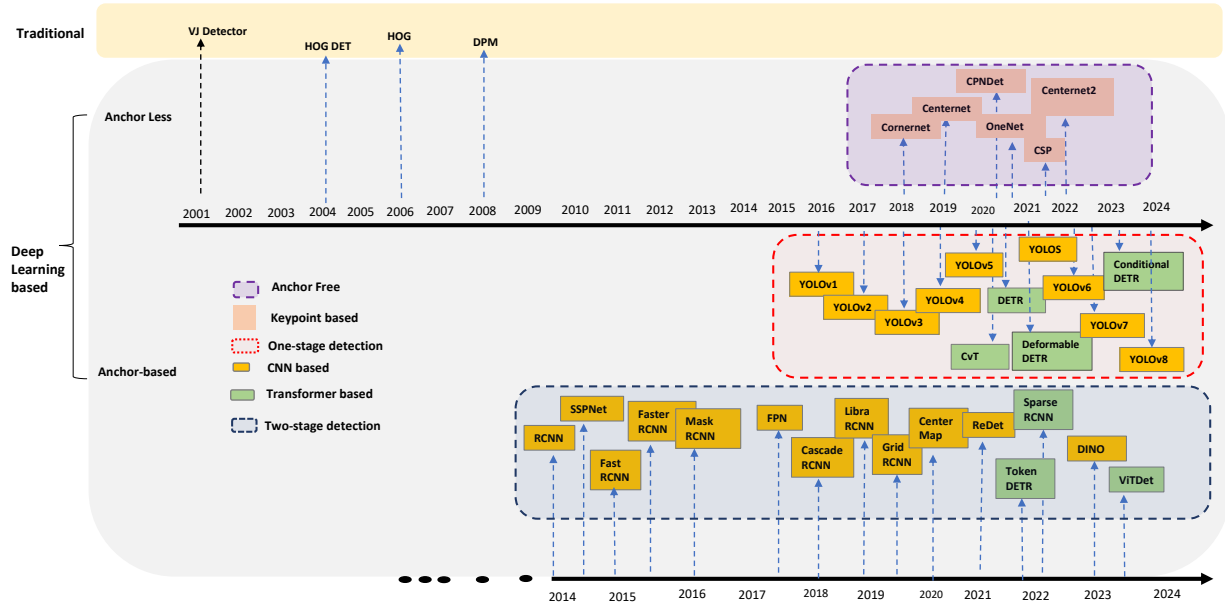 Traditional
VJ Detector
HOG DET
HOG
DPM
Anchor Less
CPNDet
Centernet2
Centernet
Cornernet
OneNet
CSP
2001 2002 2003 2004 2005 2006 2007 2008 2009 2010 2011 2012 2013 2014 2015 2016 2017 2018 2019 2020 2021 2022 2023 2024
Deep
Learning
based
Anchor Free
Keypoint based
One-stage detection
CNN based
Transformer based
Two-stage detection
Anchor-based
YOLOv1
YOLOv2
YOLOv3
YOLOv4
YOLOv5
DETR
CvT
YOLOS
Deformable
DETR
YOLOv6
YOLOv7
Conditional
DETR
YOLOv8
RCNN
SSPNet
Fast
RCNN
Faster
RCNN
Mask
RCNN
FPN
Cascade
RCNN
Libra
RCNN
Grid
RCNN
Center
Map
ReDet
Token
DETR
Sparse
RCNN
DINO
ViTDet
2014 2015 2016 2017 2018 2019 2020 2021 2022 2023 2024